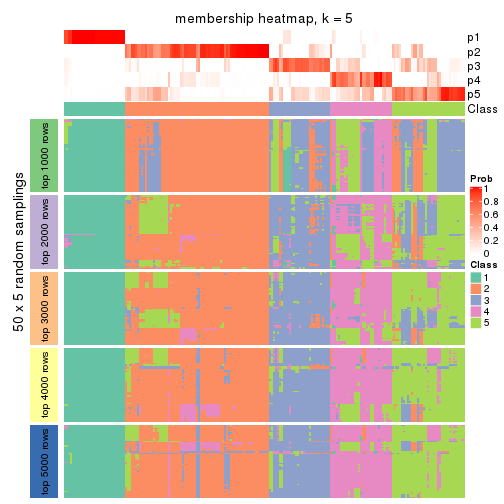 membership heatmap, k = 5
p1
p2
p3
p4
p5
Class
50 x 5 random samplings
top 1000 rows
top 2000 rows
top 3000 rows
top 4000 rows
top 5000 rows
Prob
1
0.8
0.6
0.4
0.2
0
Class
1
2
3
4
5